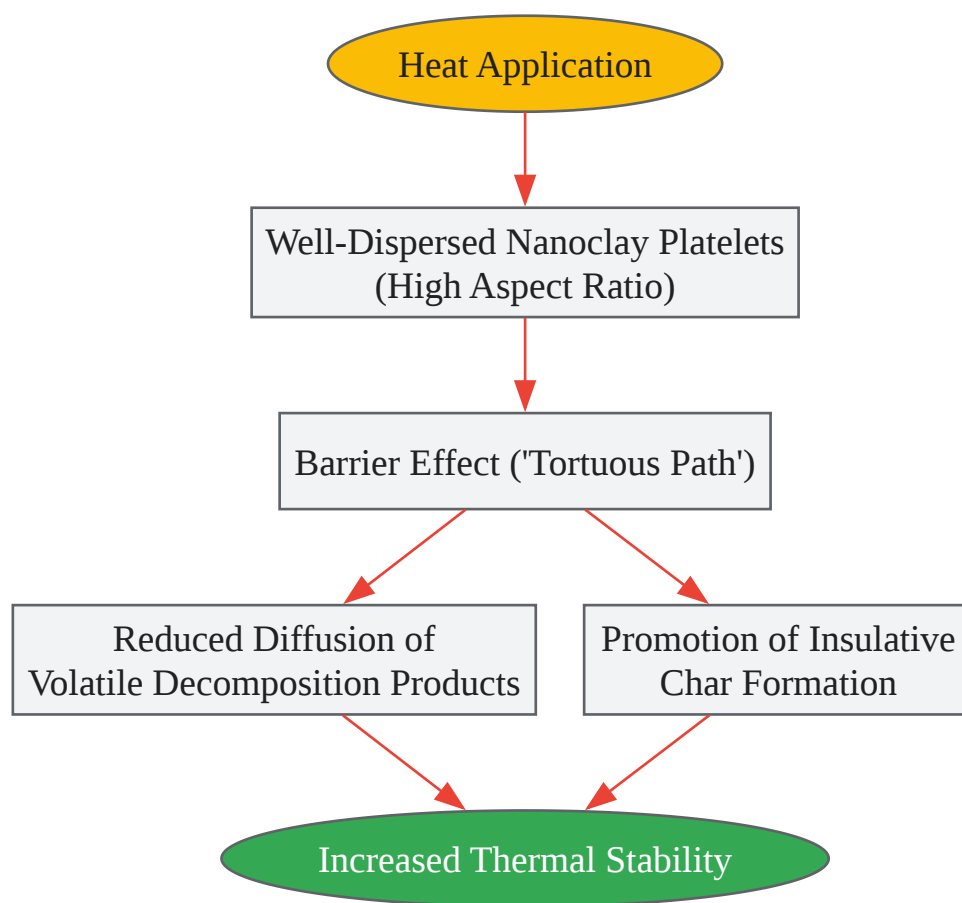 Heat Application
Well-Dispersed Nanoclay Platelets
(High Aspect Ratio)
Barrier Effect ('Tortuous Path')
Reduced Diffusion of
Volatile Decomposition Products
Promotion of Insulative
Char Formation
Increased Thermal Stability